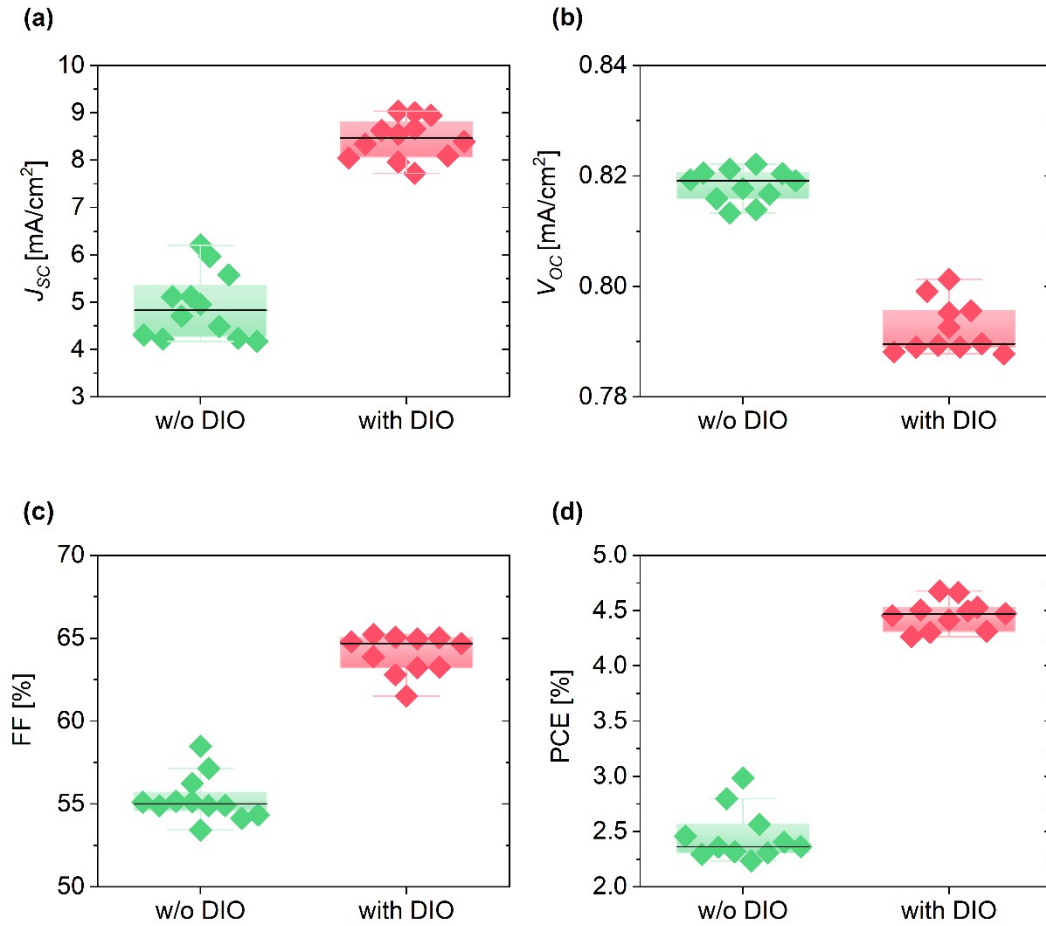 (a)
J_SC [mA/cm²]
10
9
8
7
6
5
4
3
w/o DIO
with DIO
(b)
V_OC [mA/cm²]
0.84
0.82
0.80
0.78
w/o DIO
with DIO
(c)
FF [%]
70
65
60
55
50
w/o DIO
with DIO
(d)
PCE [%]
5.0
4.5
4.0
3.5
3.0
2.5
2.0
w/o DIO
with DIO